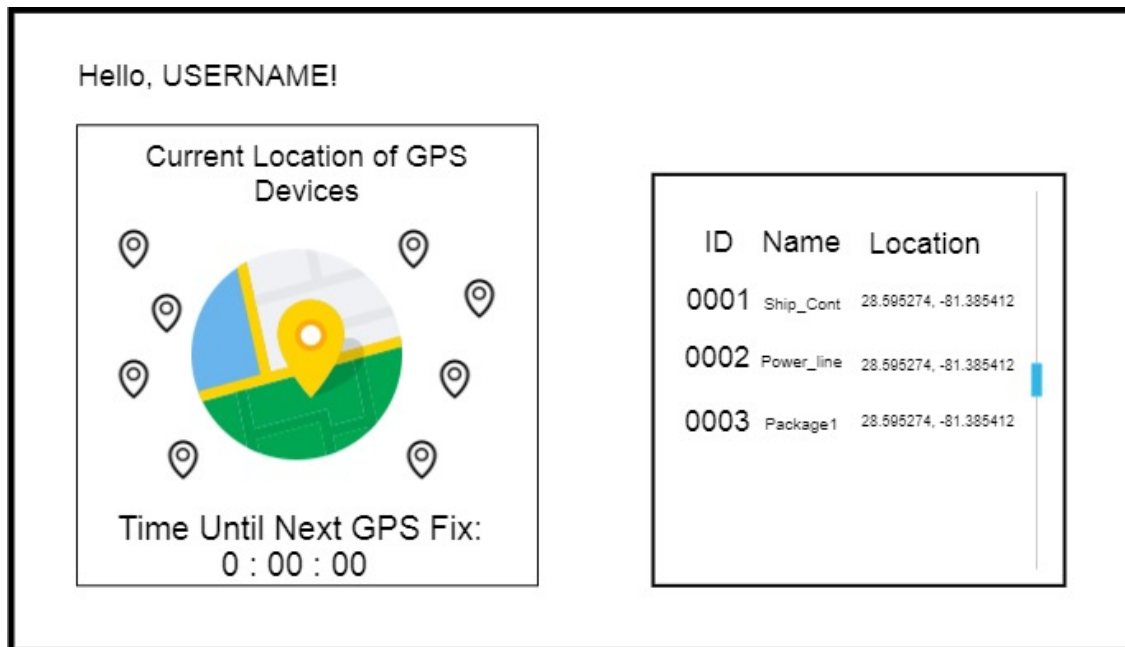 Hello, USERNAME!
Current Location of GPS
Devices
Time Until Next GPS Fix:
0 : 00 : 00
ID Name Location
0001 Ship_Cont 28.595274, -81.385412
0002 Power_line 28.595274, -81.385412
0003 Package1 28.595274, -81.385412